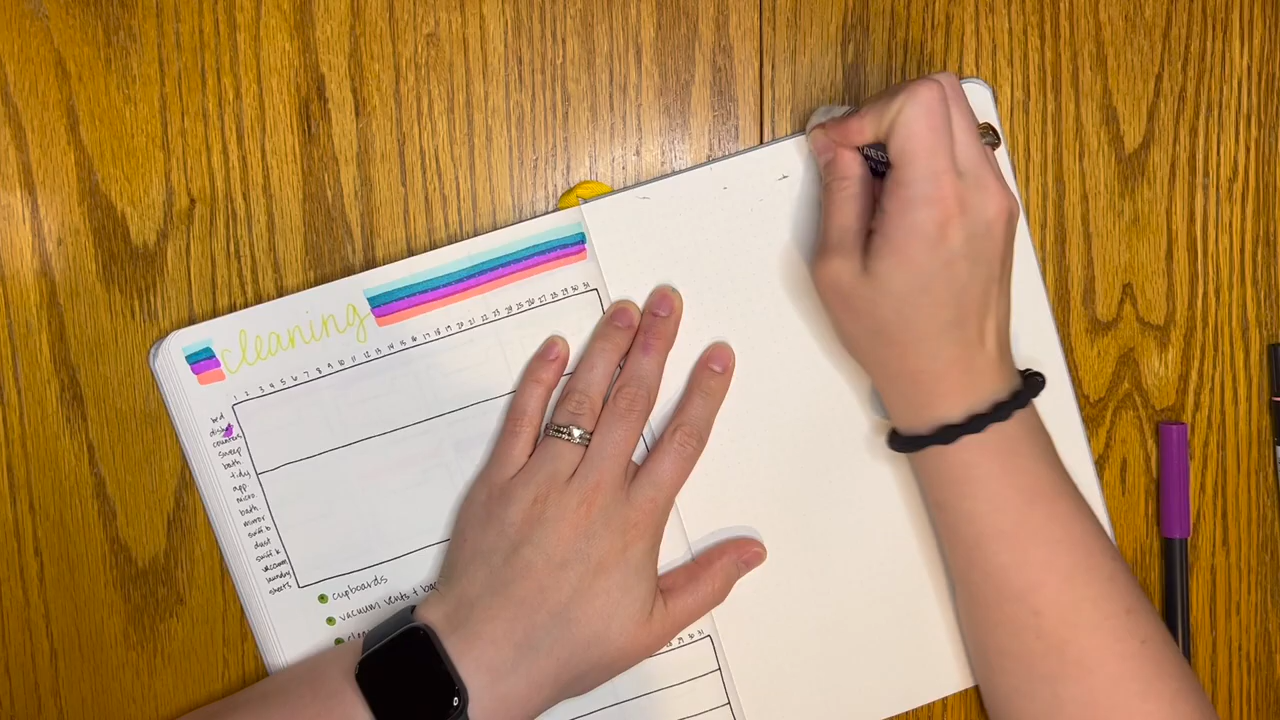 cleaning
1 2 3 4 5 6 7 8 9 10 11 12 13 14 15 16 17 18 19 20 21 22 23 24 25 26 27 28 29 30 31
bed
dishes
counters
sweep
bath.
tidy
app.
micro.
bath.
mirror
swiff.b
dust
swiff.k
vacuum
laundry
sheets
cupboards
vacuum vents +
29 30 31